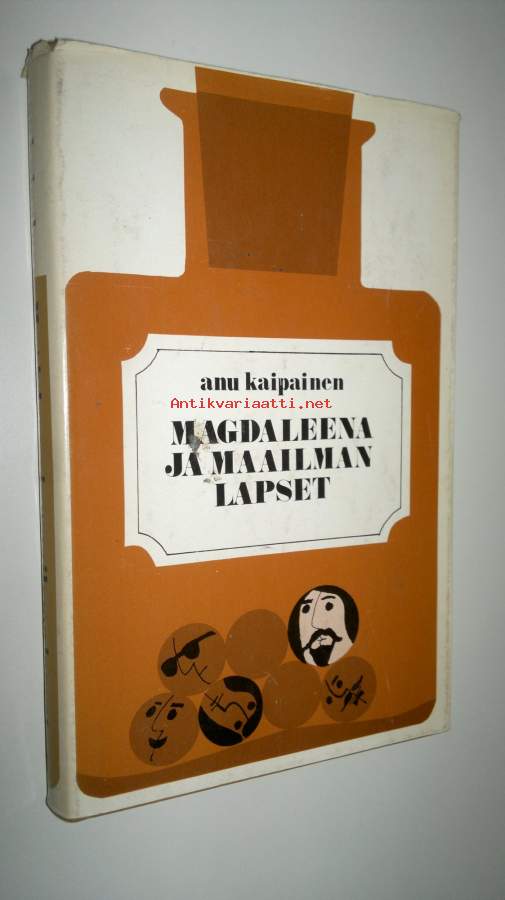 anu kaipainen
Antikvariaatti.net
MAGDALEENA
JA MAAILMAN
LAPSET